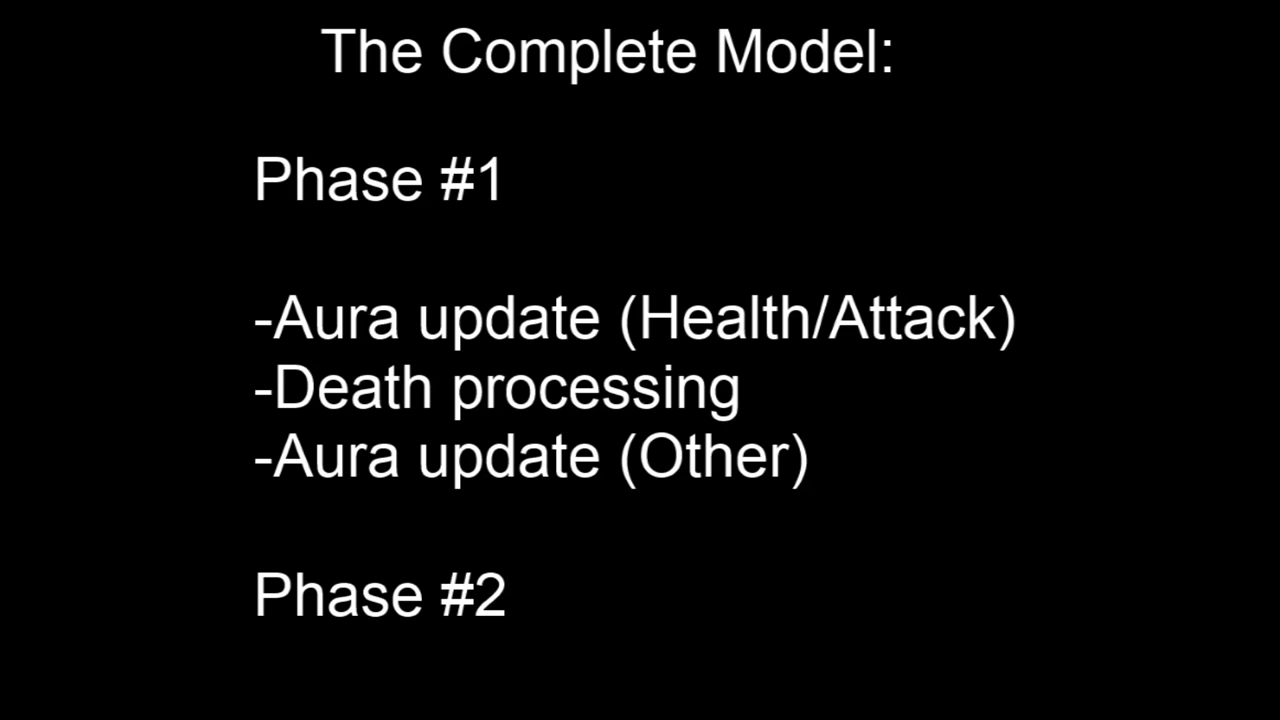 The Complete Model:
Phase #1
-Aura update (Health/Attack)
-Death processing
-Aura update (Other)
Phase #2